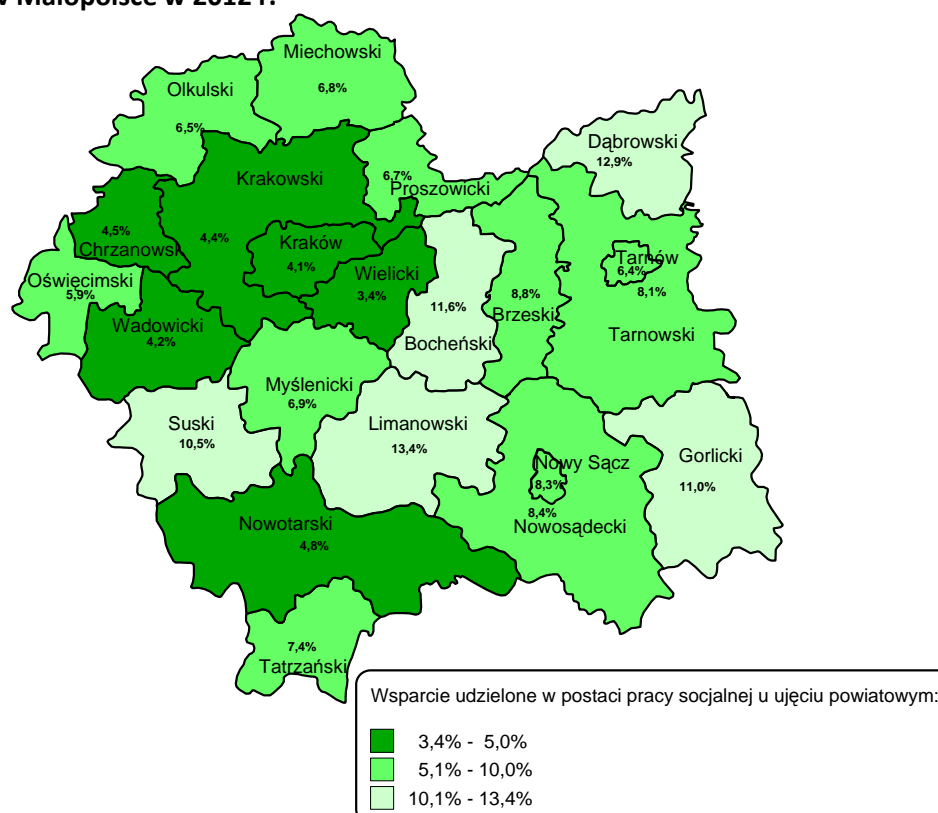 w Małopolsce w 2012 r.
Miechowski
6,8%
Olkulski
6,5%
Dąbrowski
12,9%
Krakowski
4,4%
6,7%
Proszowicki
4,5%
Chrzanowsk
Kraków
4,1%
Wielicki
3,4%
Tarnów
6,4%
8,1%
Tarnowski
Oświęcimski
5,9%
Wadowicki
4,2%
11,6%
Bocheński
8,8%
Brzeski
Myślenicki
6,9%
Suski
10,5%
Limanowski
13,4%
Nowy Sącz
8,3%
8,4%
Nowosądecki
Gorlicki
11,0%
Nowotarski
4,8%
7,4%
Tatrzański
Wsparcie udzielone w postaci pracy socjalnej u ujęciu powiatowym:
3,4% - 5,0%
5,1% - 10,0%
10,1% - 13,4%